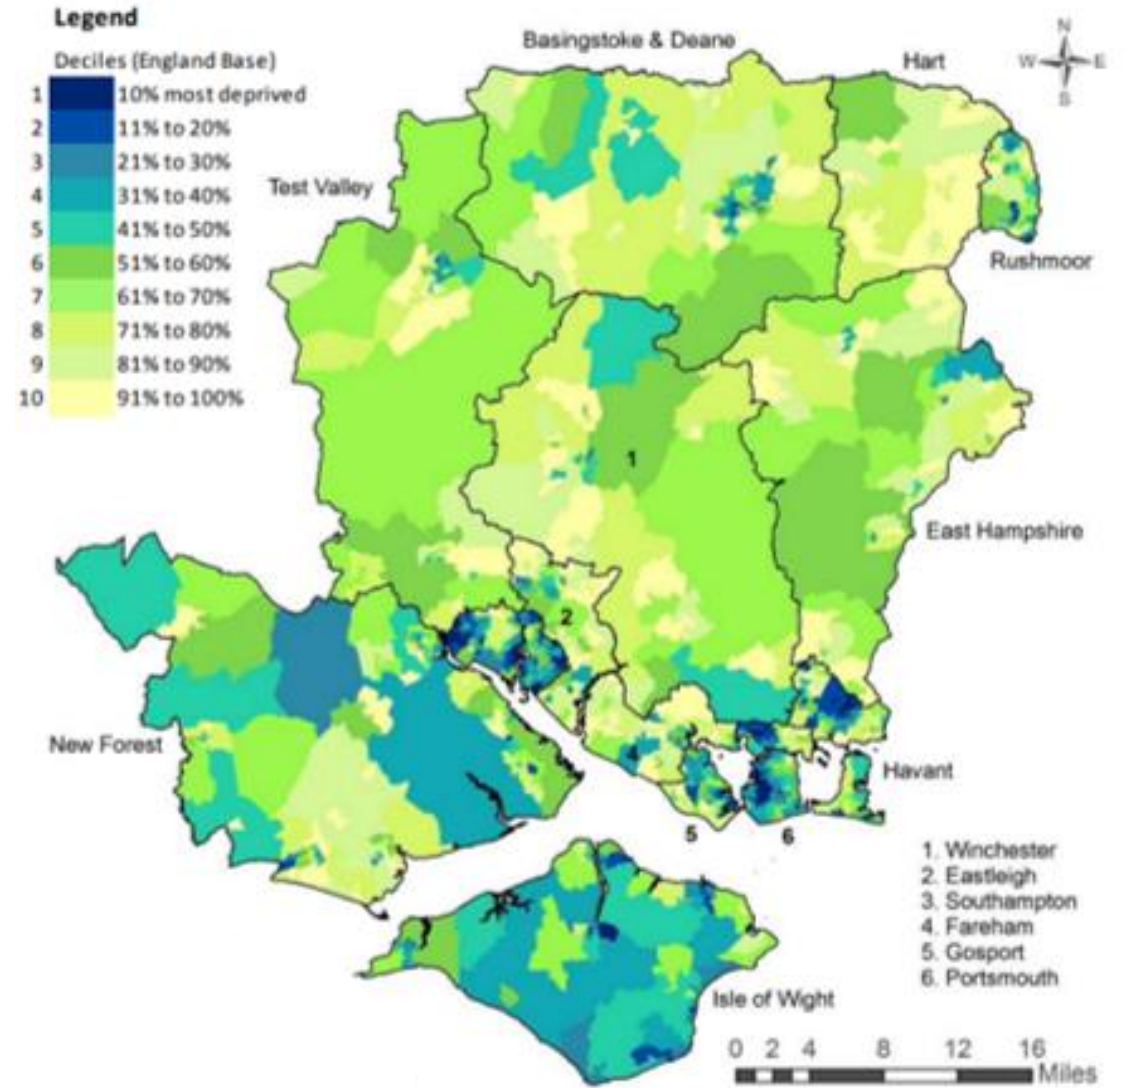 Legend
Deciles (England Base)
1 10% most deprived
2 11% to 20%
3 21% to 30%
4 31% to 40%
5 41% to 50%
6 51% to 60%
7 61% to 70%
8 71% to 80%
9 81% to 90%
10 91% to 100%
Basingstoke & Deane
Hart
N
W E
S
Test Valley
Rushmoor
1
East Hampshire
2
3
New Forest
4
Havant
5
6
1. Winchester
2. Eastleigh
3. Southampton
4. Fareham
5. Gosport
6. Portsmouth
Isle of Wight
0 2 4 8 12 16
Miles